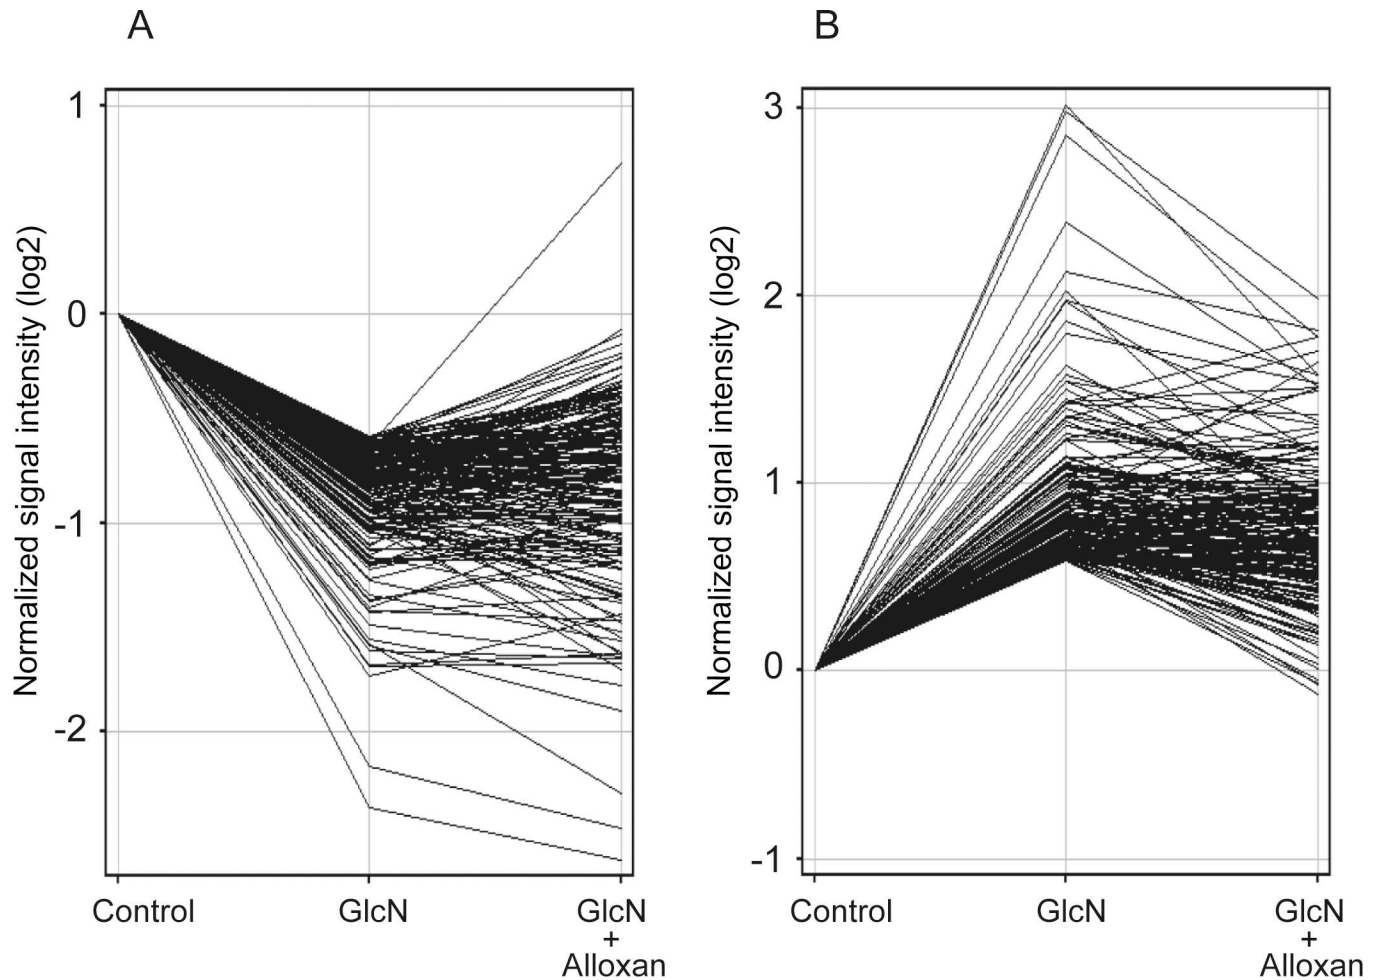 A
B
Normalized signal intensity (log2)
1
0
-1
-2
Control
GlcN
GlcN
+
Alloxan
Normalized signal intensity (log2)
3
2
1
0
-1
Control
GlcN
GlcN
+
Alloxan